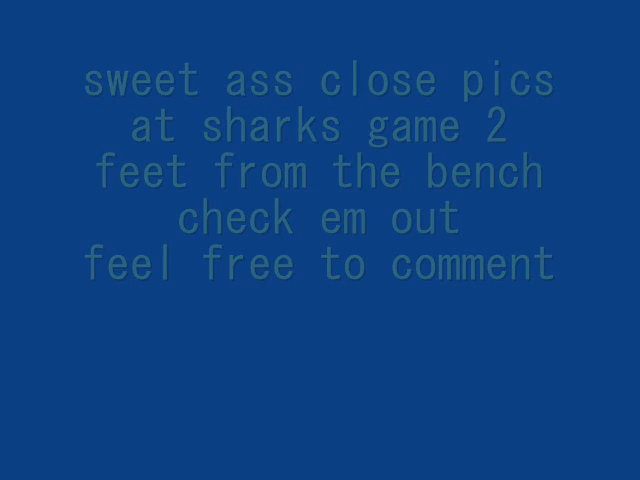 sweet ass close pics
at sharks game 2
feet from the bench
check em out
feel free to comment